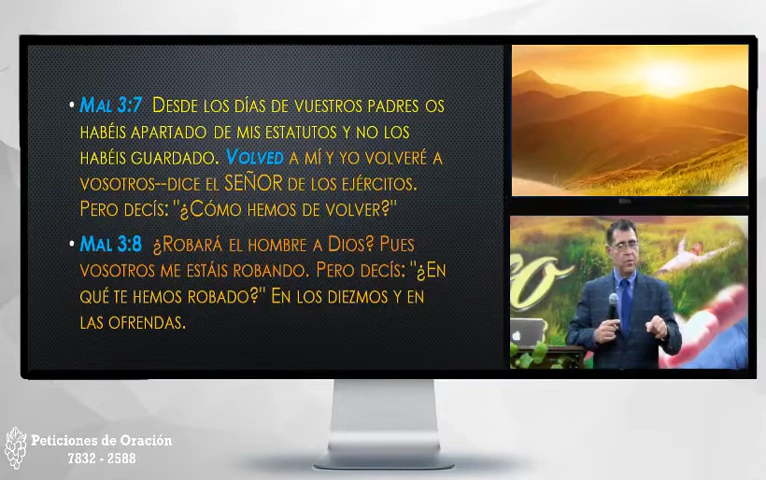 • Mal 3:7 Desde los días de vuestros padres os
habéis apartado de mis estatutos y no los
habéis guardado. Volved a mí y yo volveré a
vosotros--dice el SEÑOR de los ejércitos.
Pero decís: "¿Cómo hemos de volver?"
• Mal 3:8 ¿Robará el hombre a Dios? Pues
vosotros me estáis robando. Pero decís: "¿En
qué te hemos robado?" En los diezmos y en
las ofrendas.
Peticiones de Oración
7832 - 2588